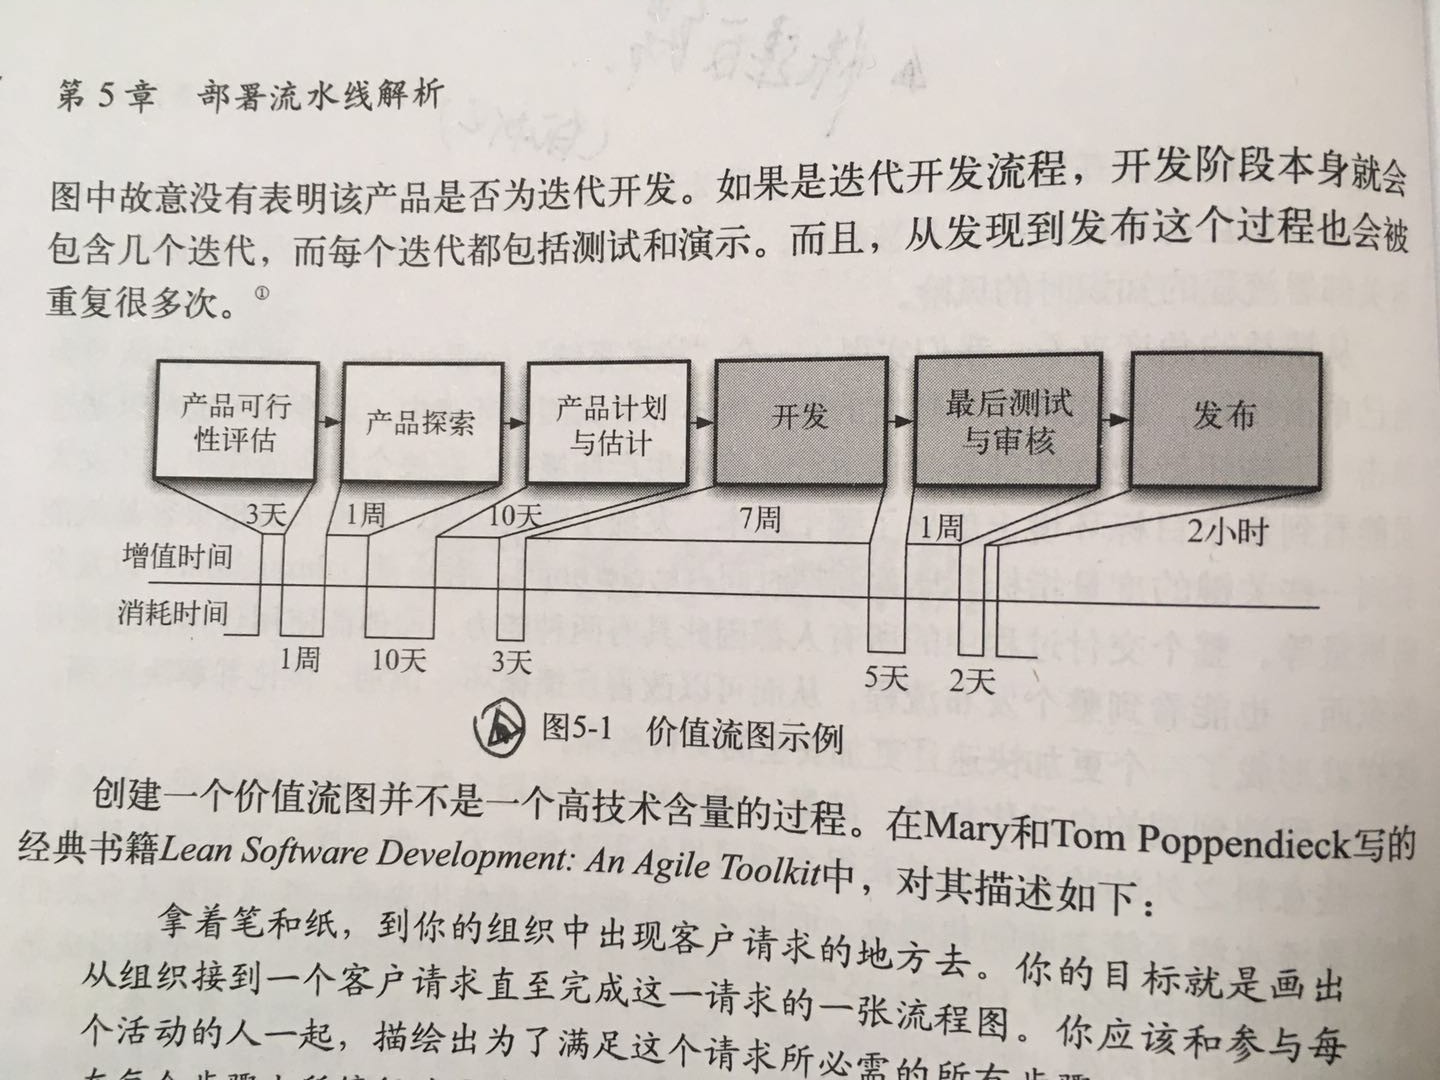 第 5 章 部署流水线解析
图中故意没有表明该产品是否为迭代开发。如果是迭代开发流程，开发阶段本身就会
包含几个迭代，而每个迭代都包括测试和演示。而且，从发现到发布这个过程也会被
重复很多次。①
产品可行
性评估
产品探索
产品计划
与估计
开发
最后测试
与审核
发布
3天
1周
10天
7周
1周
2小时
增值时间
消耗时间
1周
10天
3天
5天
2天
图5-1 价值流图示例
创建一个价值流图并不是一个高技术含量的过程。在Mary和Tom Poppendieck写的
经典书籍Lean Software Development: An Agile Toolkit中，对其描述如下：
拿着笔和纸，到你的组织中出现客户请求的地方去。你的目标就是画出
从组织接到一个客户请求直至完成这一请求的一张流程图。你应该和参与每
个活动的人一起，描绘出为了满足这个请求所必需的所有步骤